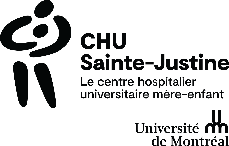 CHU
Sainte-Justine
Le centre hospitalier
universitaire mère-enfant
Université
de Montréal